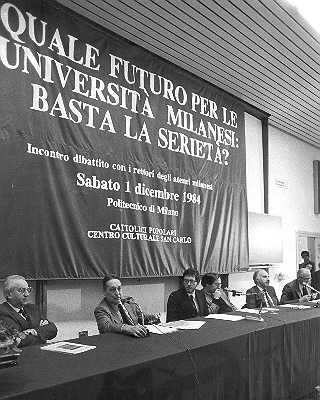 QUALE FUTURO PER LE
UNIVERSITÀ MILANESI:
BASTA LA SERIETÀ?
Incontro dibattito con i rettori degli atenei milanesi
Sabato 1 dicembre 1984
Politecnico di Milano
CATTOLICI POPOLARI
CENTRO CULTURALE SAN CARLO